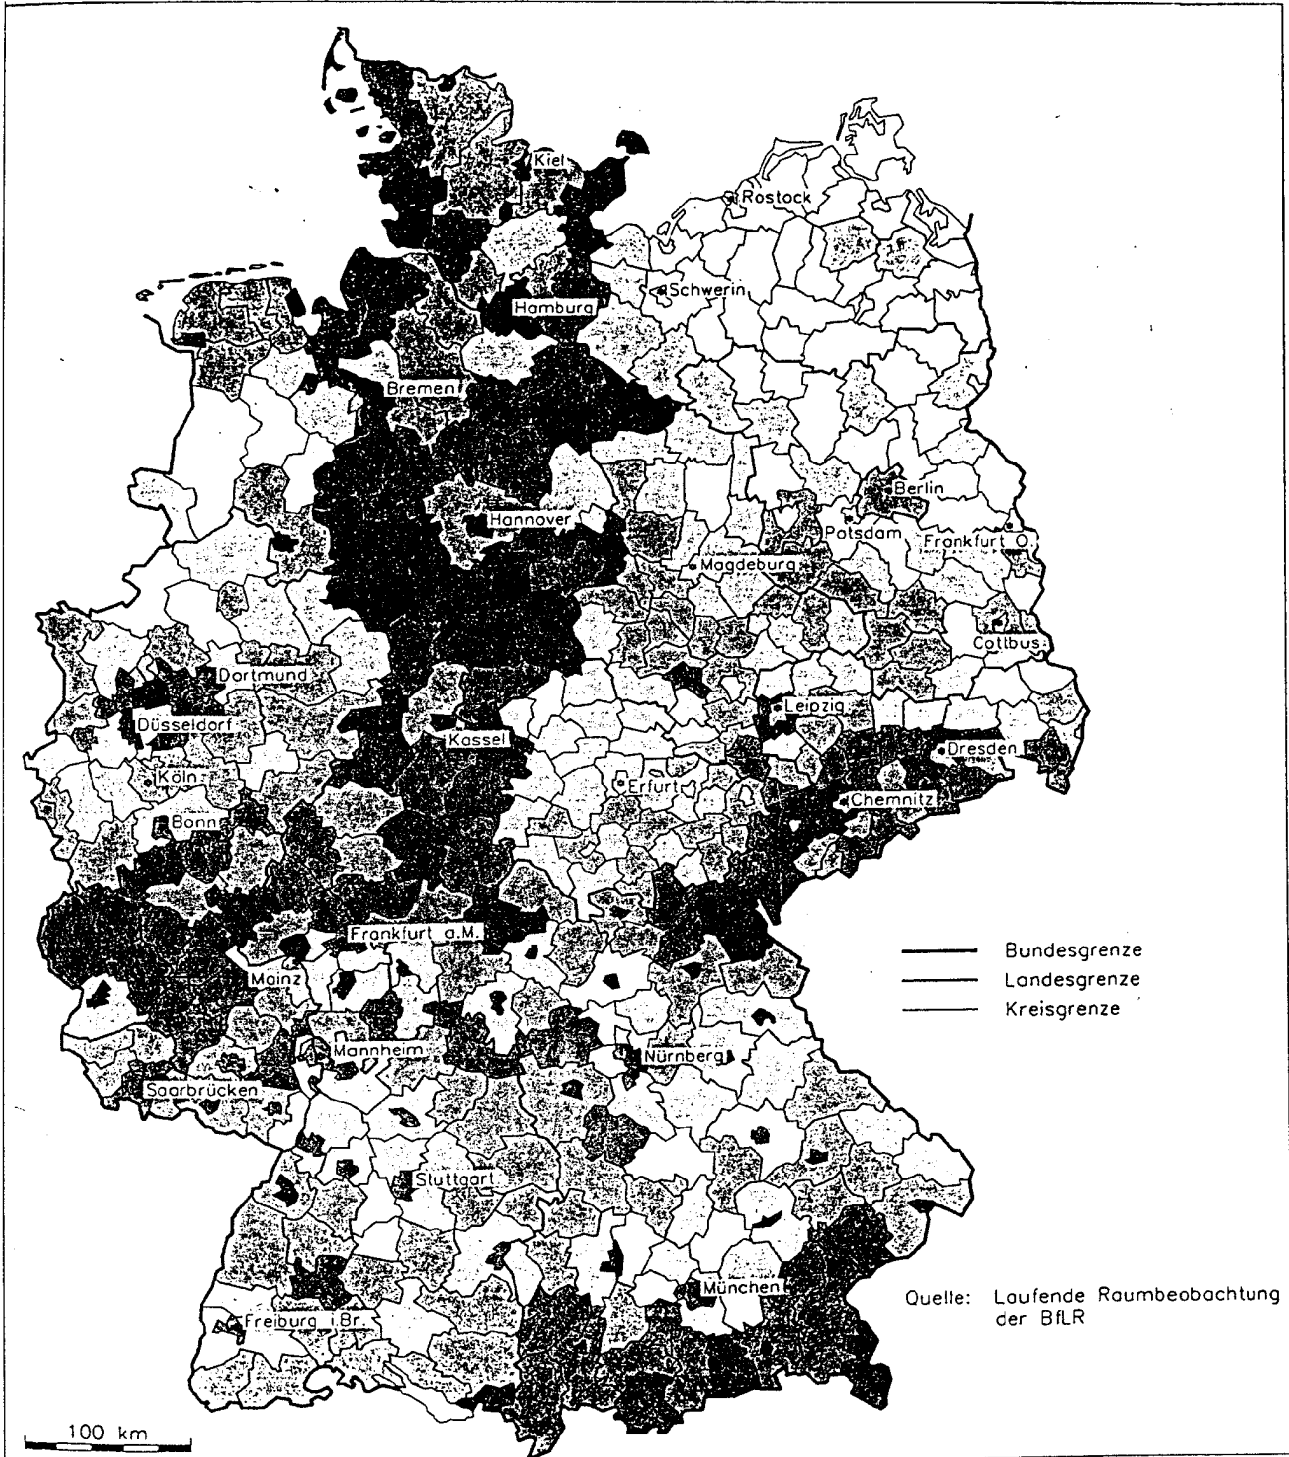 Kiel
Rostock
Schwerin
Hamburg
Bremen
Berlin
Hannover
Potsdam
Frankfurt O.
Magdeburg
Cottbus
Dortmund
Leipzig
Düsseldorf
Kassel
Dresden
Köln
Erfurt
Chemnitz
Bonn
Frankfurt a.M.
Bundesgrenze
Mainz
Landesgrenze
Kreisgrenze
Mannheim
Nürnberg
Saarbrücken
Stuttgart
München
Quelle: Laufende Raumbeobachtung
der BfLR
Freiburg i.Br.
100 km